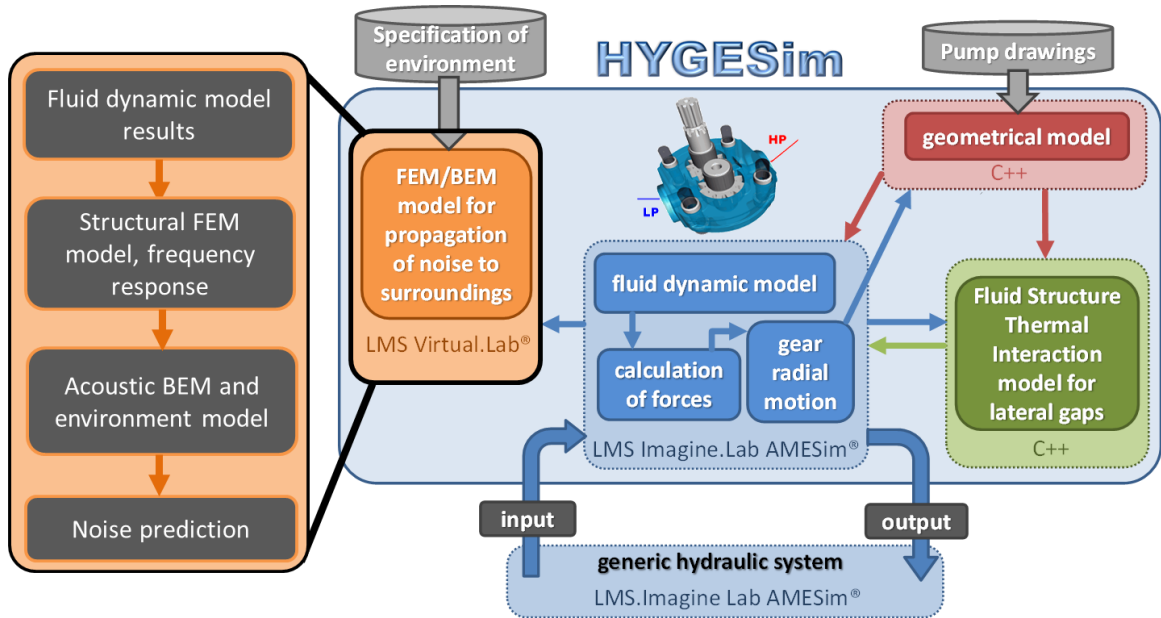 Fluid dynamic model
results
Structural FEM
model, frequency
response
Acoustic BEM and
environment model
Noise prediction
Specification of
environment
HYGESim
Pump drawings
FEM/BEM
model for
propagation
of noise to
surroundings
LMS Virtual.Lab®
HP
LP
geometrical model
C++
fluid dynamic model
calculation
of forces
gear
radial
motion
LMS Imagine.Lab AMESim®
Fluid Structure
Thermal
Interaction
model for
lateral gaps
C++
input
output
generic hydraulic system
LMS.Imagine Lab AMESim®